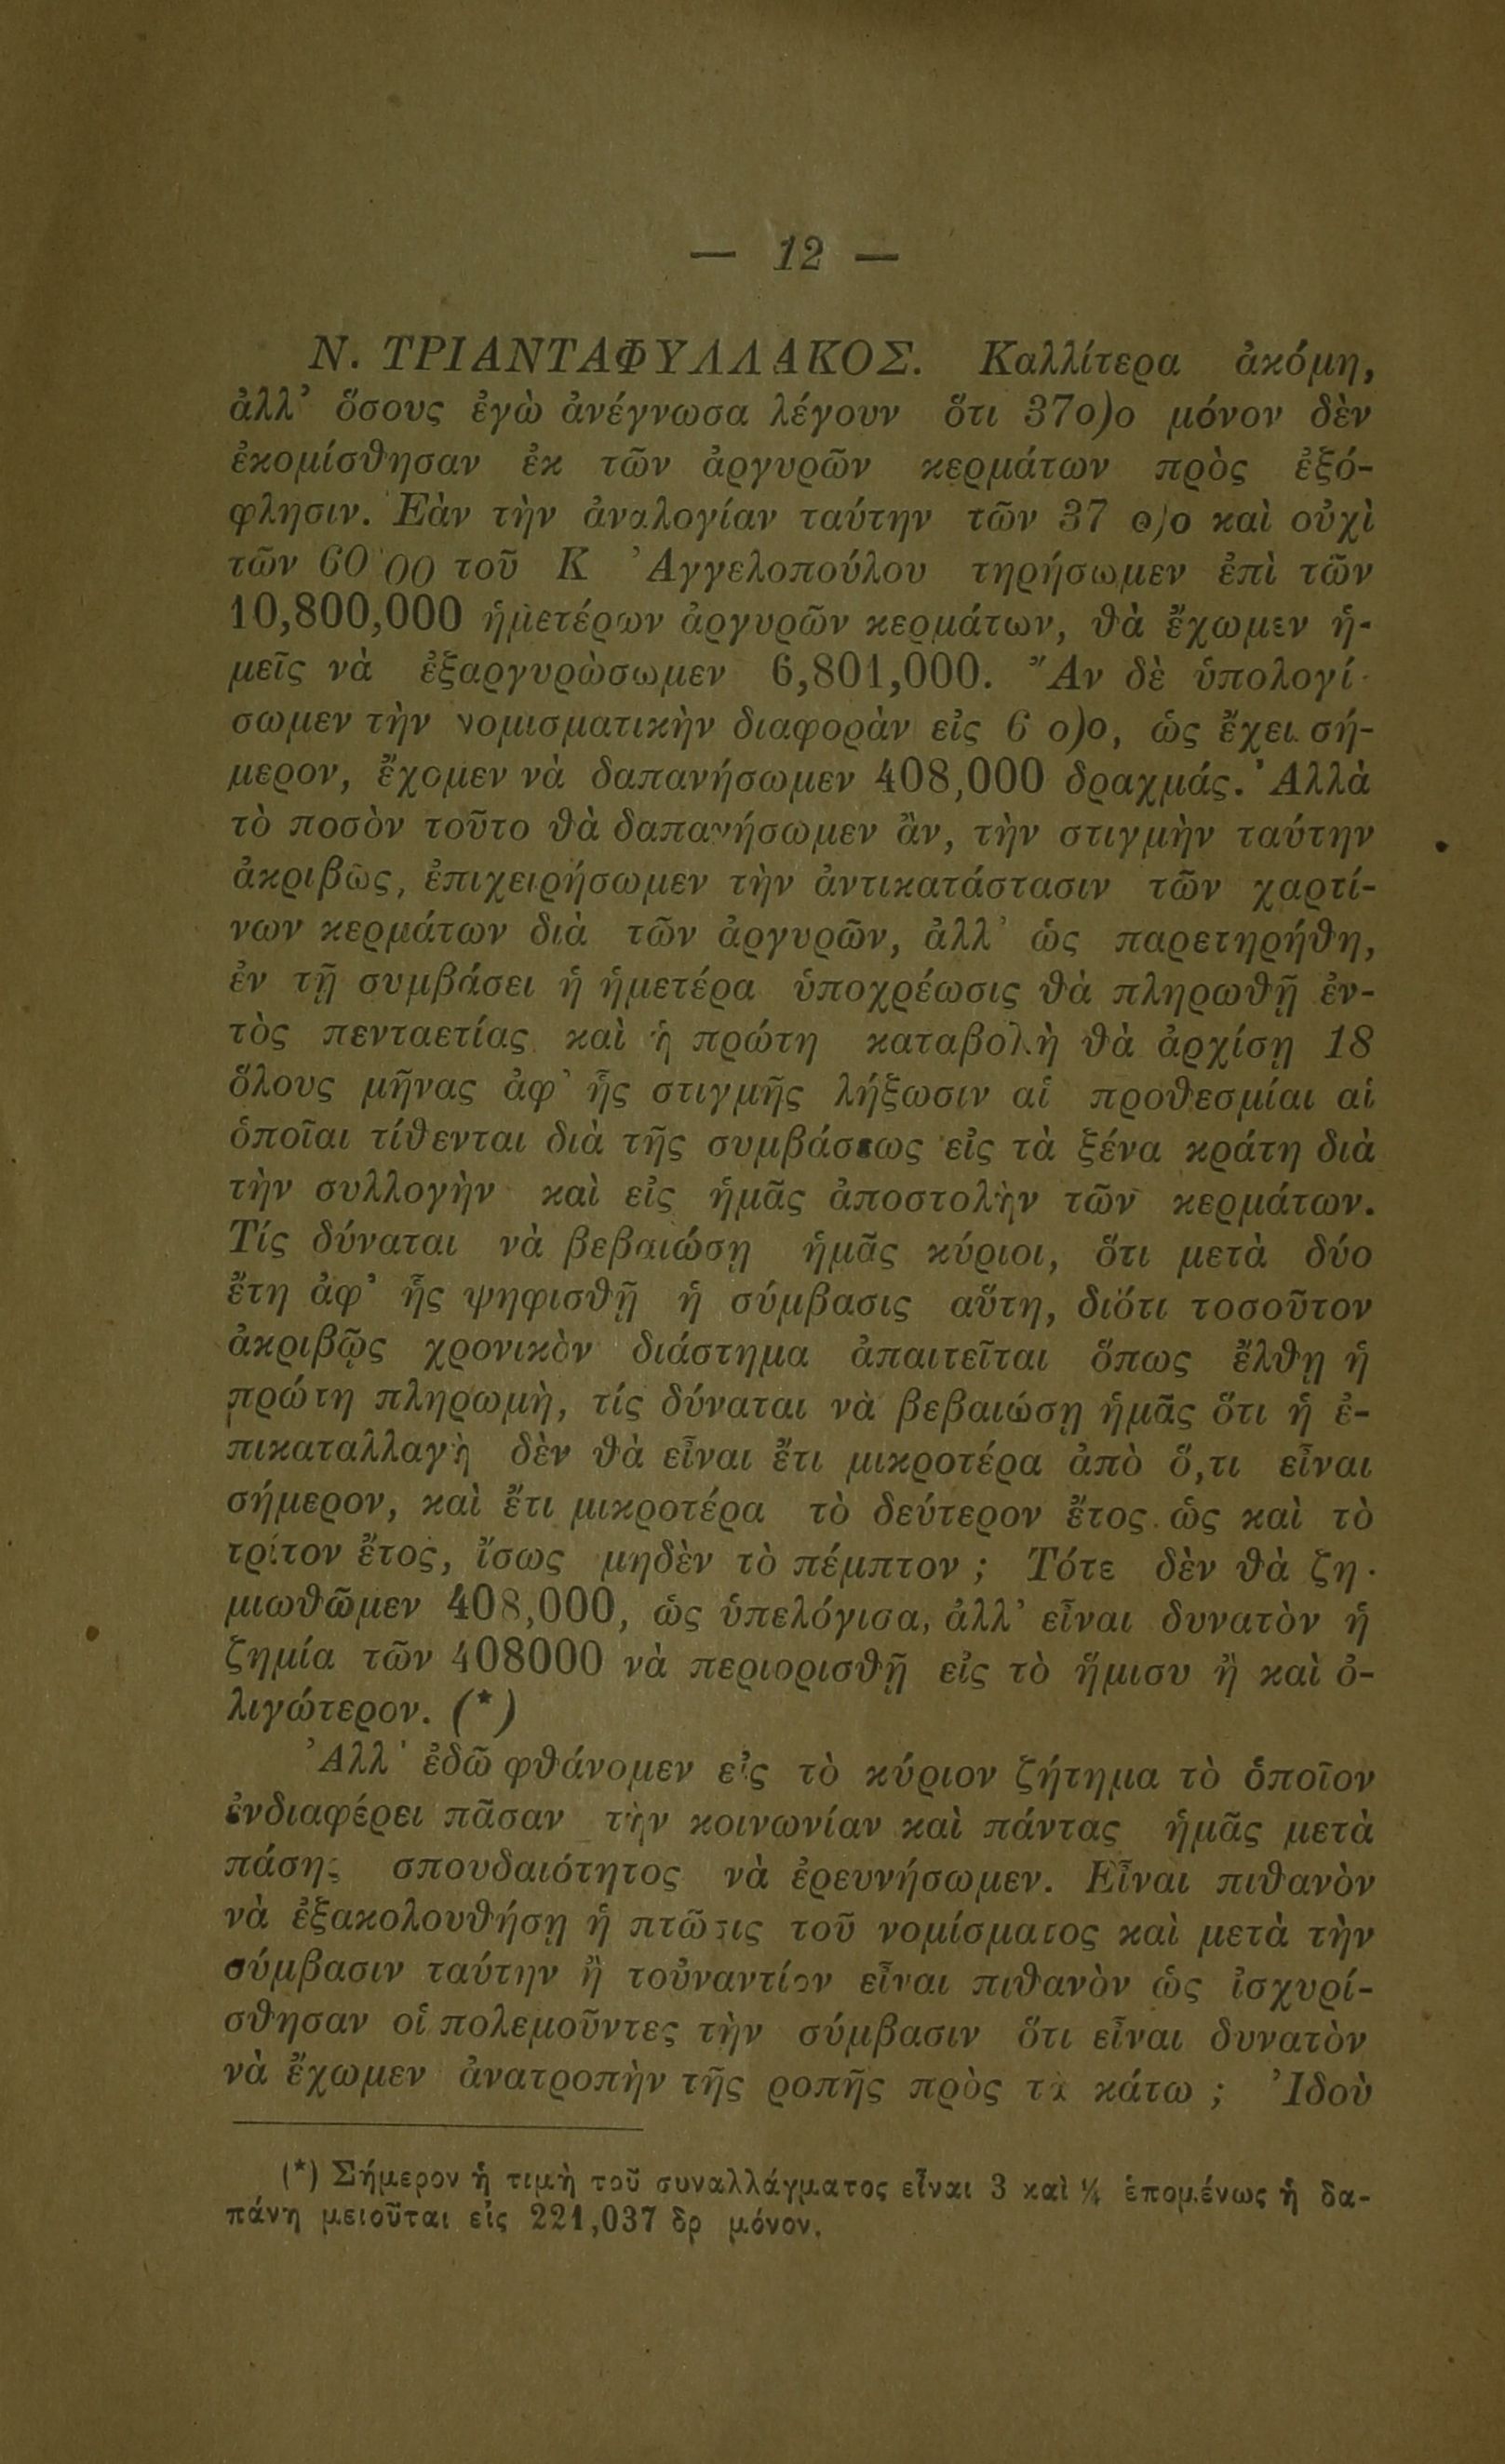 — 12 —
Ν. ΤΡΙΑΝΤΑΦΥΛΛΑΚΟΣ. Καλλίτερα ἀκόμη,
ἀλλ’ ὅσους ἐγὼ ἀνέγνωσα λέγουν ὅτι 37ο)ο μόνον δὲν
ἐκομίσθησαν ἐκ τῶν ἀργυρῶν κερμάτων πρὸς ἐξό-
φλησιν. Ἐὰν τὴν ἀναλογίαν ταύτην τῶν 37 ο)ο καὶ οὐχὶ
τῶν 60 00 τοῦ Κ Ἀγγελοπούλου τηρήσωμεν ἐπὶ τῶν
10,800,000 ἡμετέρων ἀργυρῶν κερμάτων, θὰ ἔχωμεν ἡ-
μεῖς νὰ ἐξαργυρὼσωμεν 6,801,000. Ἂν δὲ ὑπολογί-
σωμεν τὴν νομισματικὴν διαφορὰν εἰς 6 ο)ο, ὡς ἔχει σή-
μερον, ἔχομεν νὰ δαπανήσωμεν 408,000 δραχμάς. Ἀλλὰ
τὸ ποσὸν τοῦτο θὰ δαπανήσωμεν ἂν, τὴν στιγμὴν ταύτην
ἀκριβῶς, ἐπιχειρήσωμεν τὴν ἀντικατάστασιν τῶν χαρτί-
νων κερμάτων διὰ τῶν ἀργυρῶν, ἀλλ’ ὡς παρετηρήθη,
ἐν τῇ συμβάσει ἡ ἡμετέρα ὑποχρέωσις θὰ πληρωθῇ ἐν-
τὸς πενταετίας καὶ ἡ πρώτη καταβολὴ θὰ ἀρχίσῃ 18
ὅλους μῆνας ἀφ’ ἧς στιγμῆς λήξωσιν αἱ προθεσμίαι αἱ
ὁποῖαι τίθενται διὰ τῆς συμβάσεως εἰς τὰ ξένα κράτη διὰ
τὴν συλλογὴν καὶ εἰς ἡμᾶς ἀποστολὴν τῶν κερμάτων.
Τίς δύναται νὰ βεβαιώσῃ ἡμᾶς κύριοι, ὅτι μετὰ δύο
ἔτη ἀφ’ ἧς ψηφισθῇ ἡ σύμβασις αὕτη, διότι τοσοῦτον
ἀκριβῷς χρονικὸν διάστημα ἀπαιτεῖται ὅπως ἔλθῃ ἡ
πρώτη πληρωμὴ, τίς δύναται νὰ βεβαιώσῃ ἡμᾶς ὅτι ἡ ἐ-
πικαταλλαγὴ δὲν θὰ εἶναι ἔτι μικροτέρα ἀπὸ ὅ,τι εἶναι
σήμερον, καὶ ἔτι μικροτέρα τὸ δεύτερον ἔτος ὡς καὶ τὸ
τρίτον ἔτος, ἴσως μηδὲν τὸ πέμπτον ; Τότε δὲν θὰ ζη-
μιωθῶμεν 408,000, ὡς ὑπελόγισα, ἀλλ’ εἶναι δυνατὸν ἡ
ζημία τῶν 408000 νὰ περιορισθῇ εἰς τὸ ἥμισυ ἢ καὶ ὀ-
λιγώτερον. (*)
Ἀλλ’ ἐδῶ φθάνομεν εἰς τὸ κύριον ζήτημα τὸ ὁποῖον
ἐνδιαφέρει πᾶσαν τὴν κοινωνίαν καὶ πάντας ἡμᾶς μετὰ
πάσης σπουδαιότητος νὰ ἐρευνήσωμεν. Εἶναι πιθανὸν
νὰ ἐξακολουθήσῃ ἡ πτῶσις τοῦ νομίσματος καὶ μετὰ τὴν
σύμβασιν ταύτην ἢ τοὐναντίον εἶναι πιθανὸν ὡς ἰσχυρί-
σθησαν οἱ πολεμοῦντες τὴν σύμβασιν ὅτι εἶναι δυνατὸν
νὰ ἔχωμεν ἀνατροπὴν τῆς ροπῆς πρὸς τὰ κάτω ; Ἰδοὺ
(*) Σήμερον ἡ τιμὴ τοῦ συναλλάγματος εἶναι 3 καὶ ¼ ἑπομένως ἡ δα-
πάνη μειοῦται εἰς 221,037 δρ μόνον.